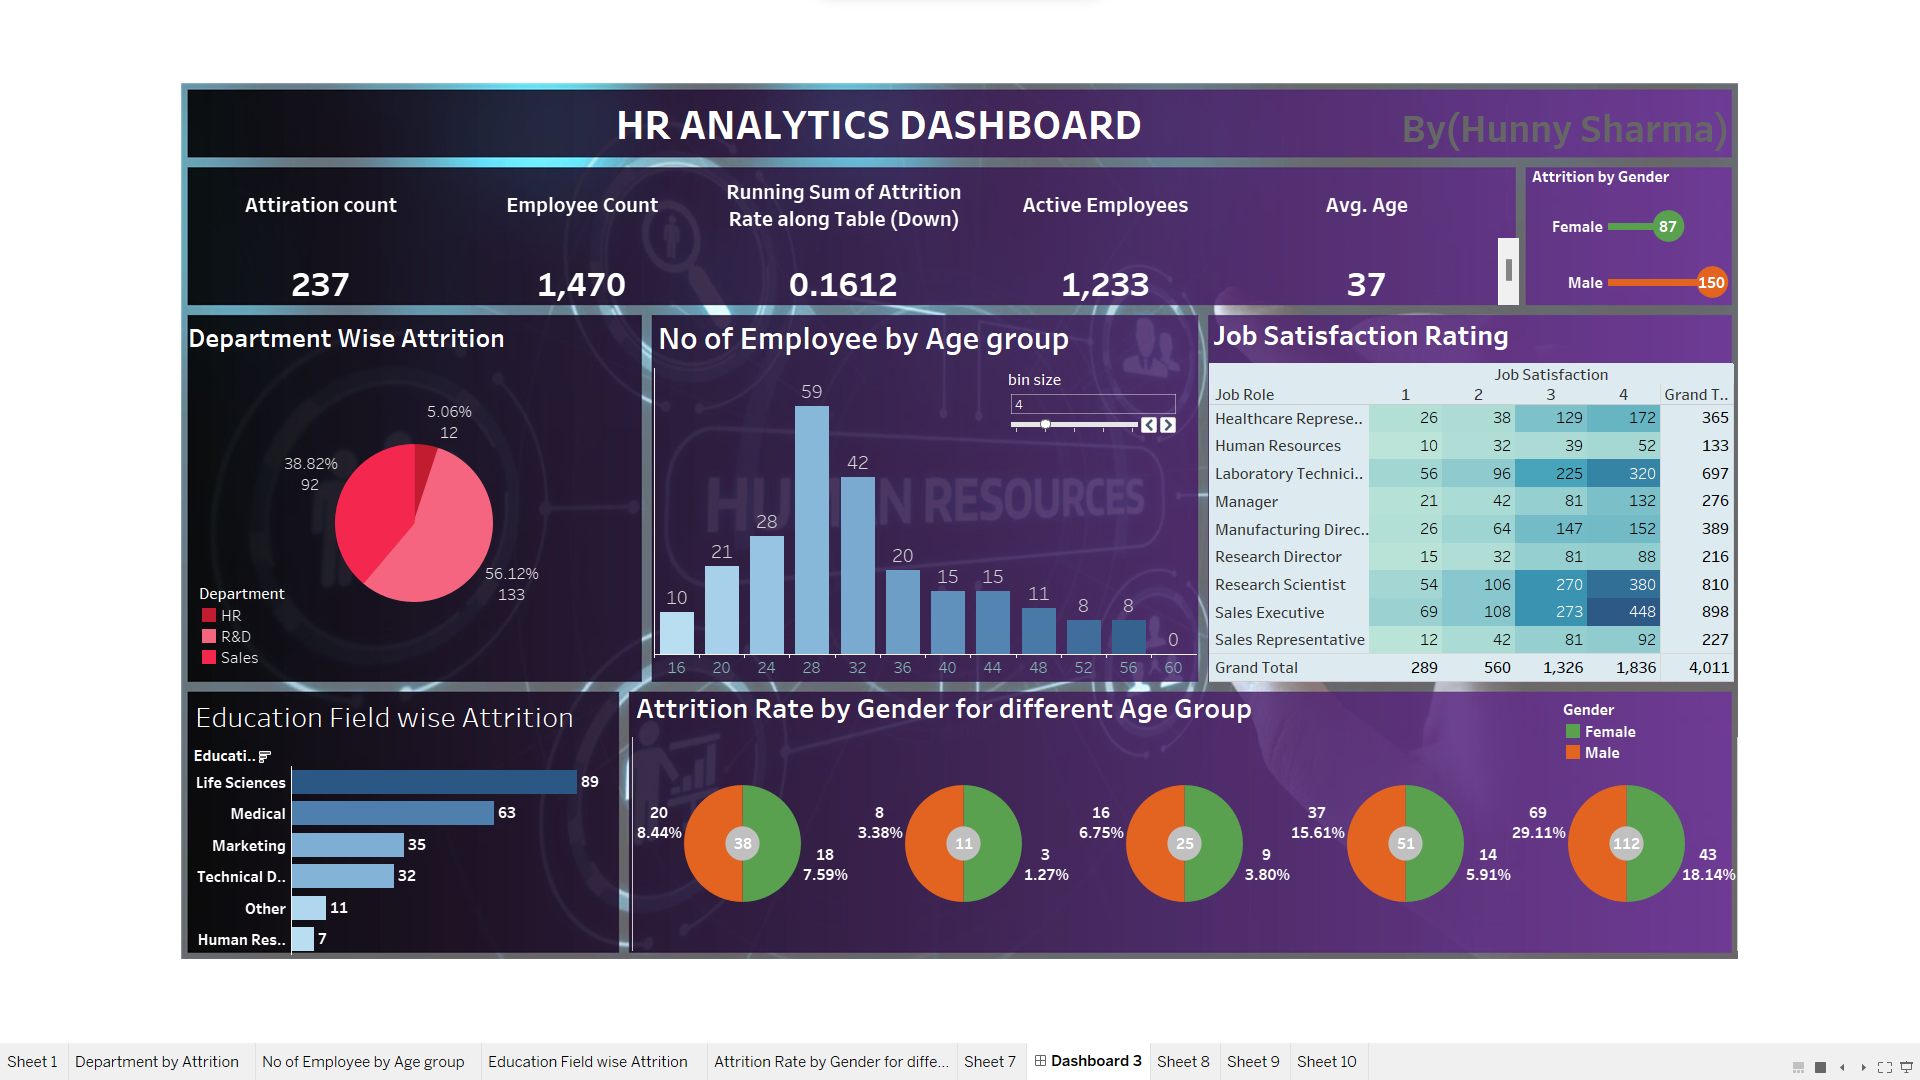 HR ANALYTICS DASHBOARD
By(Hunny Sharma)
Attiration count
237
Employee Count
1,470
Running Sum of Attrition
Rate along Table (Down)
0.1612
Active Employees
1,233
Avg. Age
37
Attrition by Gender
Female 87
Male 150
Department Wise Attrition
5.06%
12
38.82%
92
56.12%
133
Department
HR
R&D
Sales
No of Employee by Age group
bin size
4
10 21 28 59 42 20 15 15 11 8 8 0
16 20 24 28 32 36 40 44 48 52 56 60
HUMAN RESOURCES
Job Satisfaction Rating
Job Satisfaction
Job Role 1 2 3 4 Grand T..
Healthcare Represe.. 26 38 129 172 365
Human Resources 10 32 39 52 133
Laboratory Technici.. 56 96 225 320 697
Manager 21 42 81 132 276
Manufacturing Direc.. 26 64 147 152 389
Research Director 15 32 81 88 216
Research Scientist 54 106 270 380 810
Sales Executive 69 108 273 448 898
Sales Representative 12 42 81 92 227
Grand Total 289 560 1,326 1,836 4,011
Education Field wise Attrition
Educati..
Life Sciences 89
Medical 63
Marketing 35
Technical D.. 32
Other 11
Human Res.. 7
Attrition Rate by Gender for different Age Group
Gender
Female
Male
20
8.44%
38
18
7.59%
8
3.38%
11
3
1.27%
16
6.75%
25
9
3.80%
37
15.61%
51
14
5.91%
69
29.11%
112
43
18.14%
Sheet 1 Department by Attrition No of Employee by Age group Education Field wise Attrition Attrition Rate by Gender for diffe... Sheet 7 Dashboard 3 Sheet 8 Sheet 9 Sheet 10